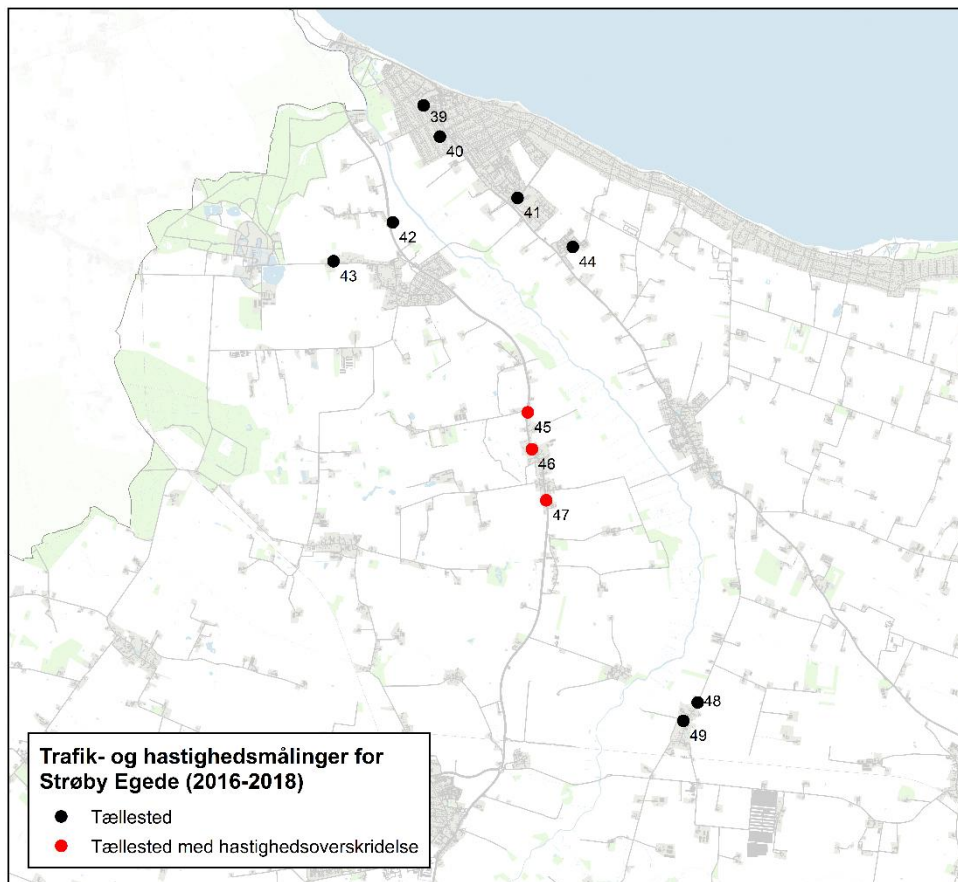 39
40
41
42
43
44
45
46
47
48
49
Trafik- og hastighedsmålinger for
Strøby Egede (2016-2018)
Tællested
Tællested med hastighedsoverskridelse